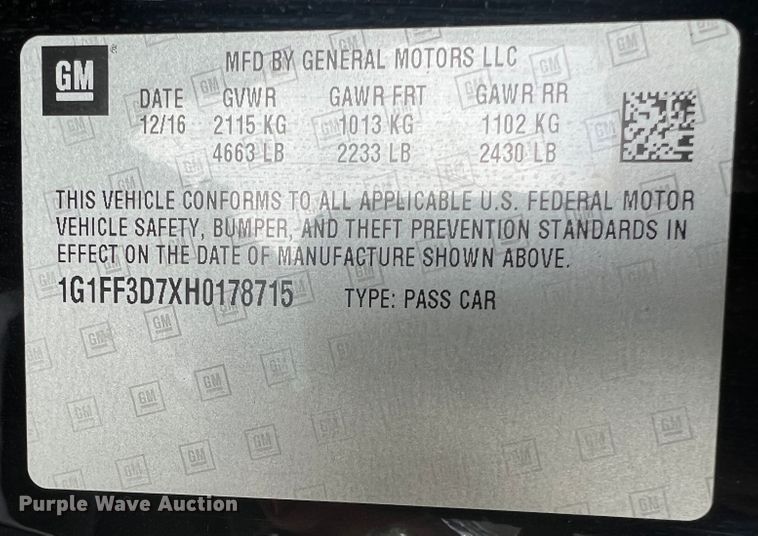 GM
MFD BY GENERAL MOTORS LLC
DATE GVWR GAWR FRT GAWR RR
12/16 2115 KG 1013 KG 1102 KG
4663 LB 2233 LB 2430 LB
THIS VEHICLE CONFORMS TO ALL APPLICABLE U.S. FEDERAL MOTOR
VEHICLE SAFETY, BUMPER, AND THEFT PREVENTION STANDARDS IN
EFFECT ON THE DATE OF MANUFACTURE SHOWN ABOVE.
1G1FF3D7XH0178715 TYPE: PASS CAR
Purple Wave Auction